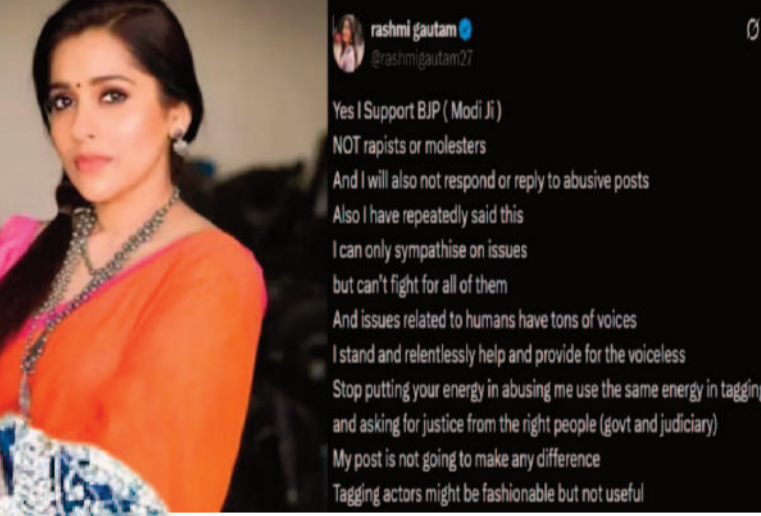 rashmi gautam
@rashmigautam27
Yes I Support BJP ( Modi Ji )
NOT rapists or molesters
And I will also not respond or reply to abusive posts
Also I have repeatedly said this
I can only sympathise on issues
but can't fight for all of them
And issues related to humans have tons of voices
I stand and relentlessly help and provide for the voiceless
Stop putting your energy in abusing me use the same energy in tagging
and asking for justice from the right people (govt and judiciary)
My post is not going to make any difference
Tagging actors might be fashionable but not useful